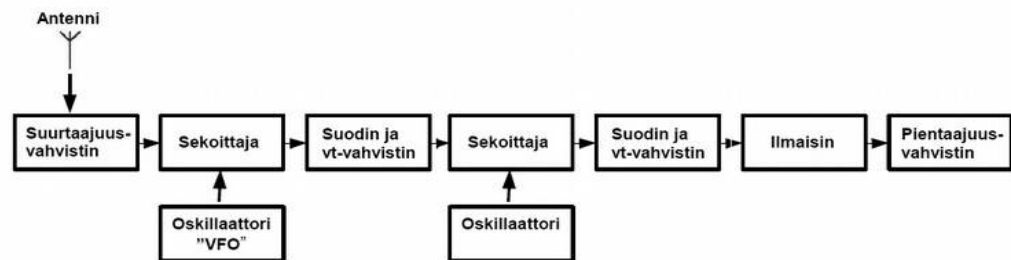 Antenni
Suurtaajuus-
vahvistin
Sekoittaja
Suodin ja
vt-vahvistin
Sekoittaja
Suodin ja
vt-vahvistin
Ilmaisin
Pientaajuus-
vahvistin
Oskillaattori
"VFO"
Oskillaattori